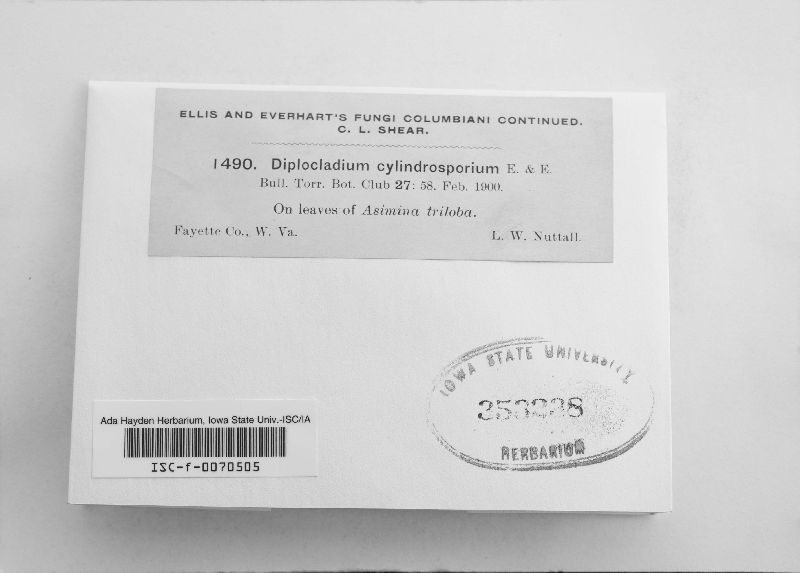 ELLIS AND EVERHART'S FUNGI COLUMBIANI CONTINUED.
C. L. SHEAR.
1490. Diplocladium cylindrosporium E. & E.
Bull. Torr. Bot. Club 27: 58. Feb. 1900.
On leaves of Asimina triloba.
Fayette Co., W. Va. L. W. Nuttall.
IOWA STATE UNIVERSITY
HERBARIUM
Ada Hayden Herbarium, Iowa State Univ.-ISC/IA
ISC-f-0070505